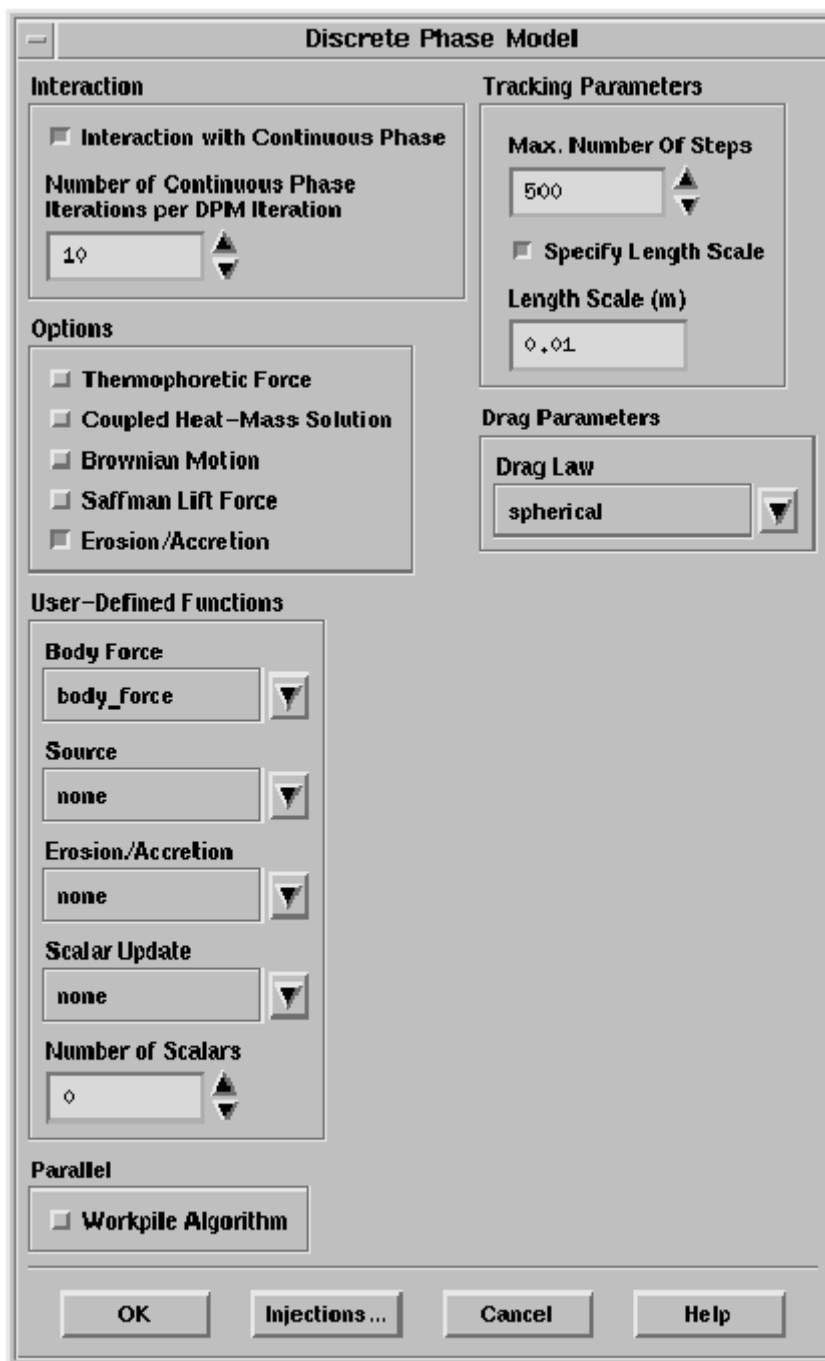 Discrete Phase Model
Interaction
Interaction with Continuous Phase
Number of Continuous Phase
Iterations per DPM Iteration
10
Options
Thermophoretic Force
Coupled Heat-Mass Solution
Brownian Motion
Saffman Lift Force
Erosion/Accretion
User-Defined Functions
Body Force
body_force
Source
none
Erosion/Accretion
none
Scalar Update
none
Number of Scalars
0
Parallel
Workpile Algorithm
Tracking Parameters
Max. Number Of Steps
500
Specify Length Scale
Length Scale (m)
0.01
Drag Parameters
Drag Law
spherical
OK
Injections...
Cancel
Help